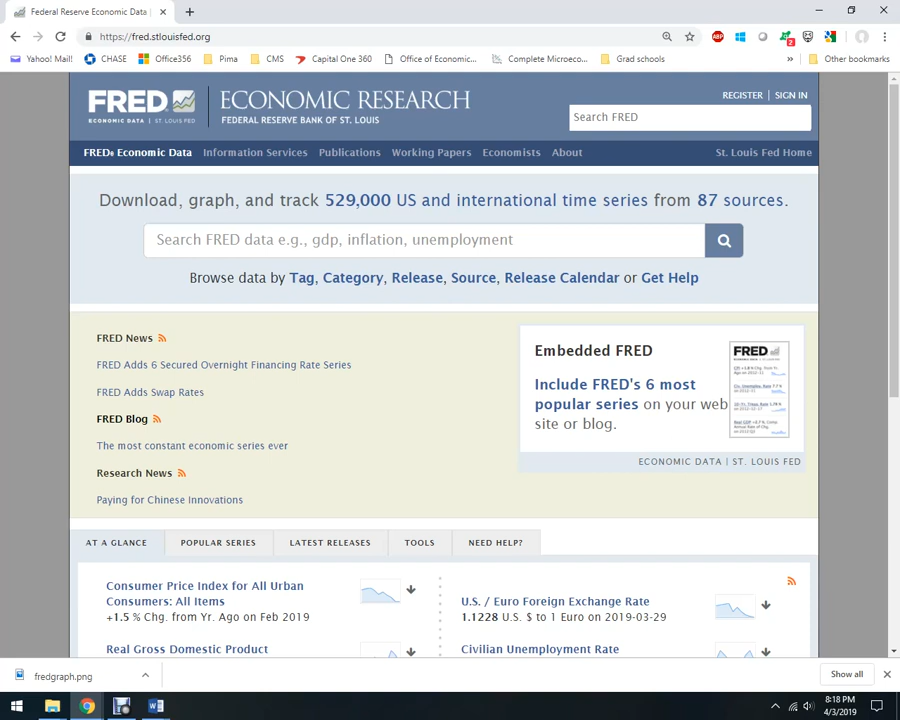 Federal Reserve Economic Data |
https://fred.stlouisfed.org
ABP
2
Yahoo! Mail! CHASE Office356 Pima CMS Capital One 360 Office of Economic... Complete Microeco... Grad schools » Other bookmarks
FRED ECONOMIC RESEARCH
ECONOMIC DATA | ST. LOUIS FED
FEDERAL RESERVE BANK OF ST. LOUIS
REGISTER | SIGN IN
Search FRED
FRED® Economic Data Information Services Publications Working Papers Economists About St. Louis Fed Home
Download, graph, and track 529,000 US and international time series from 87 sources.
Search FRED data e.g., gdp, inflation, unemployment
Browse data by Tag, Category, Release, Source, Release Calendar or Get Help
FRED News
FRED Adds 6 Secured Overnight Financing Rate Series
FRED Adds Swap Rates
FRED Blog
The most constant economic series ever
Research News
Paying for Chinese Innovations
Embedded FRED
Include FRED's 6 most
popular series on your web
site or blog.
FRED
ECONOMIC DATA | ST. LOUIS FED
AT A GLANCE POPULAR SERIES LATEST RELEASES TOOLS NEED HELP?
Consumer Price Index for All Urban
Consumers: All Items
+1.5 % Chg. from Yr. Ago on Feb 2019
U.S. / Euro Foreign Exchange Rate
1.1228 U.S. $ to 1 Euro on 2019-03-29
Real Gross Domestic Product
Civilian Unemployment Rate
fredgraph.png
Show all
8:18 PM
4/3/2019